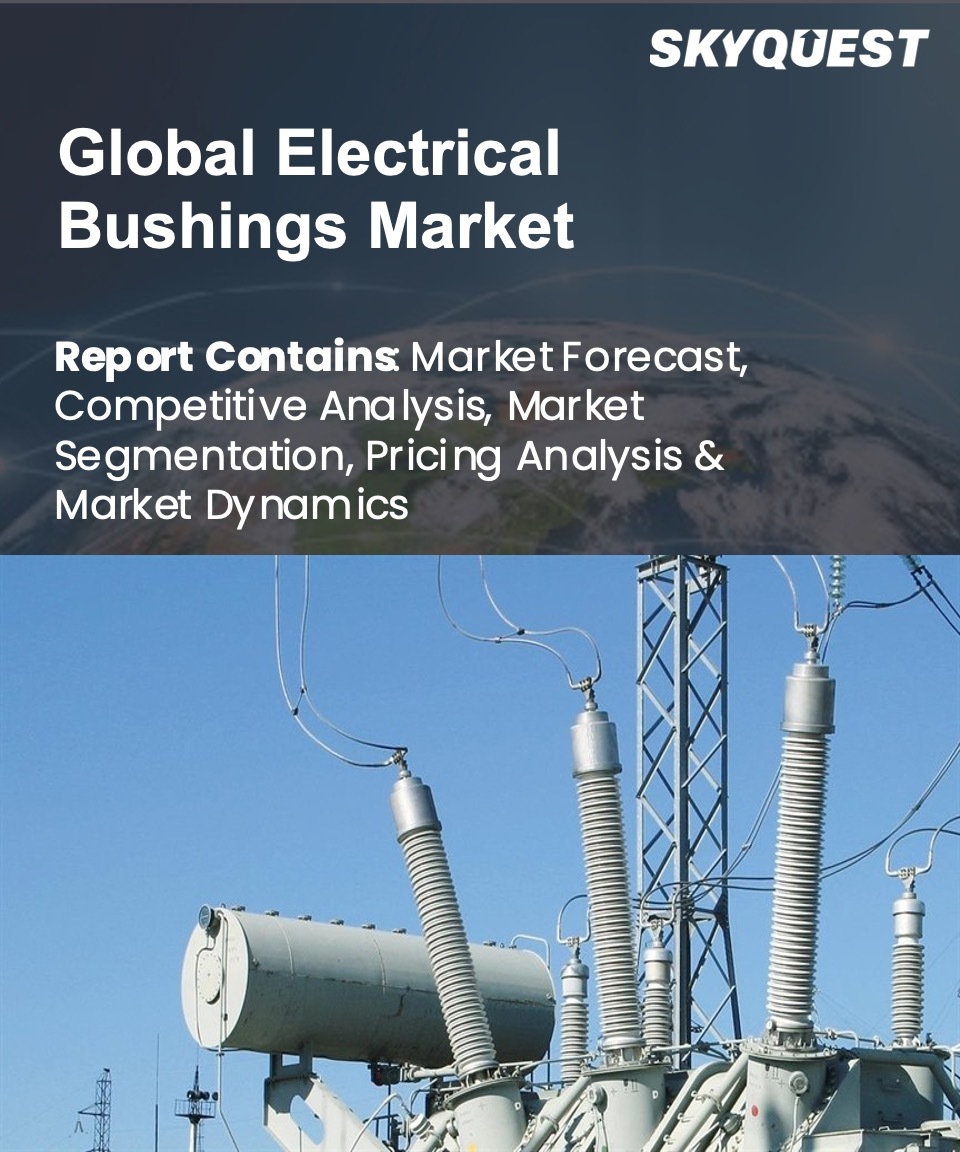 SKYQUEST
Global Electrical
Bushings Market
Report Contains: Market Forecast,
Competitive Analysis, Market
Segmentation, Pricing Analysis &
Market Dynamics